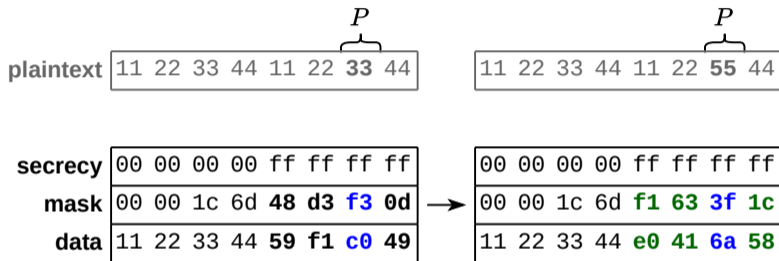 P P
plaintext 11 22 33 44 11 22 33 44 11 22 33 44 11 22 55 44
secrecy 00 00 00 00 ff ff ff ff 00 00 00 00 ff ff ff ff
mask 00 00 1c 6d 48 d3 f3 0d 00 00 1c 6d f1 63 3f 1c
data 11 22 33 44 59 f1 c0 49 11 22 33 44 e0 41 6a 58